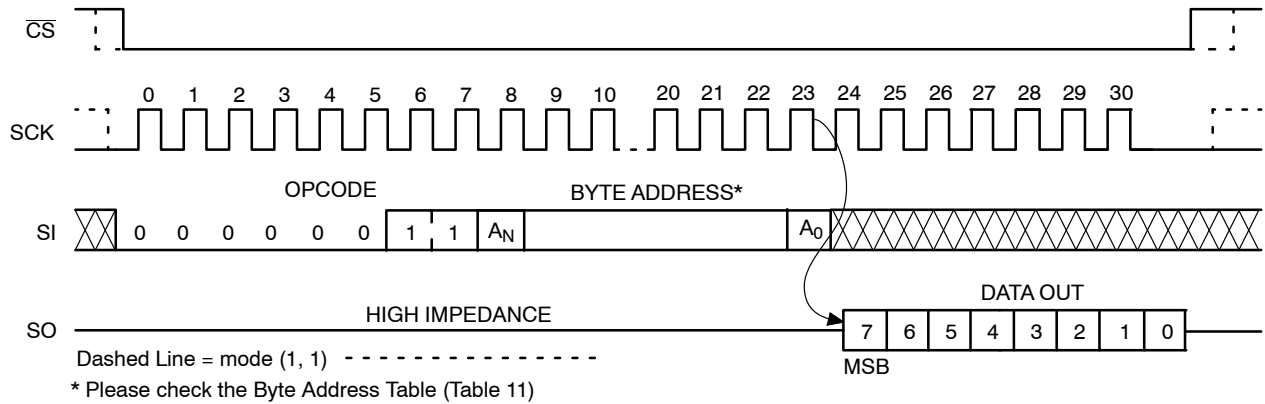 CS
0 1 2 3 4 5 6 7 8 9 10 20 21 22 23 24 25 26 27 28 29 30
SCK
OPCODE BYTE ADDRESS*
SI 0 0 0 0 0 0 1 1 AN A0
DATA OUT
HIGH IMPEDANCE
SO 7 6 5 4 3 2 1 0
Dashed Line = mode (1, 1) - - - - - - - - - - - - - - -
MSB
* Please check the Byte Address Table (Table 11)